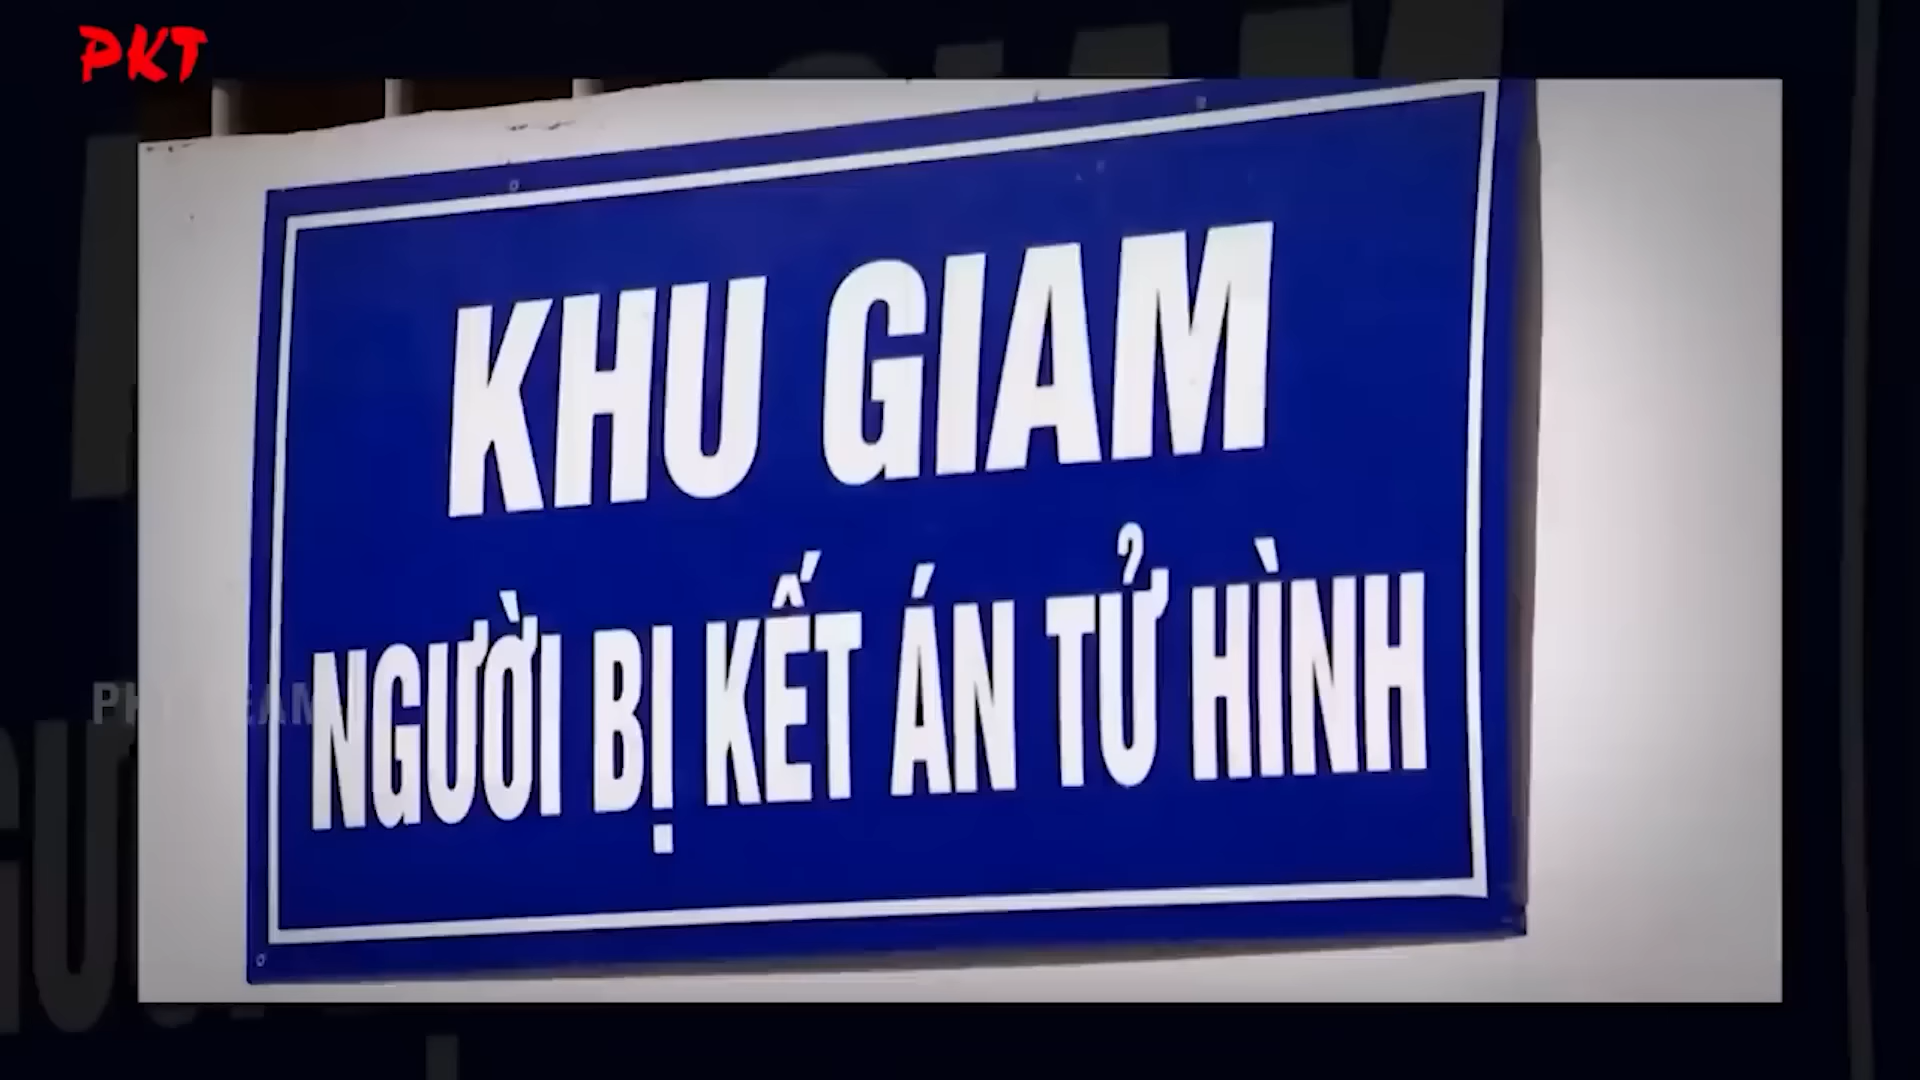 PKT
KHU GIAM
NGƯỜI BỊ KẾT ÁN TỬ HÌNH